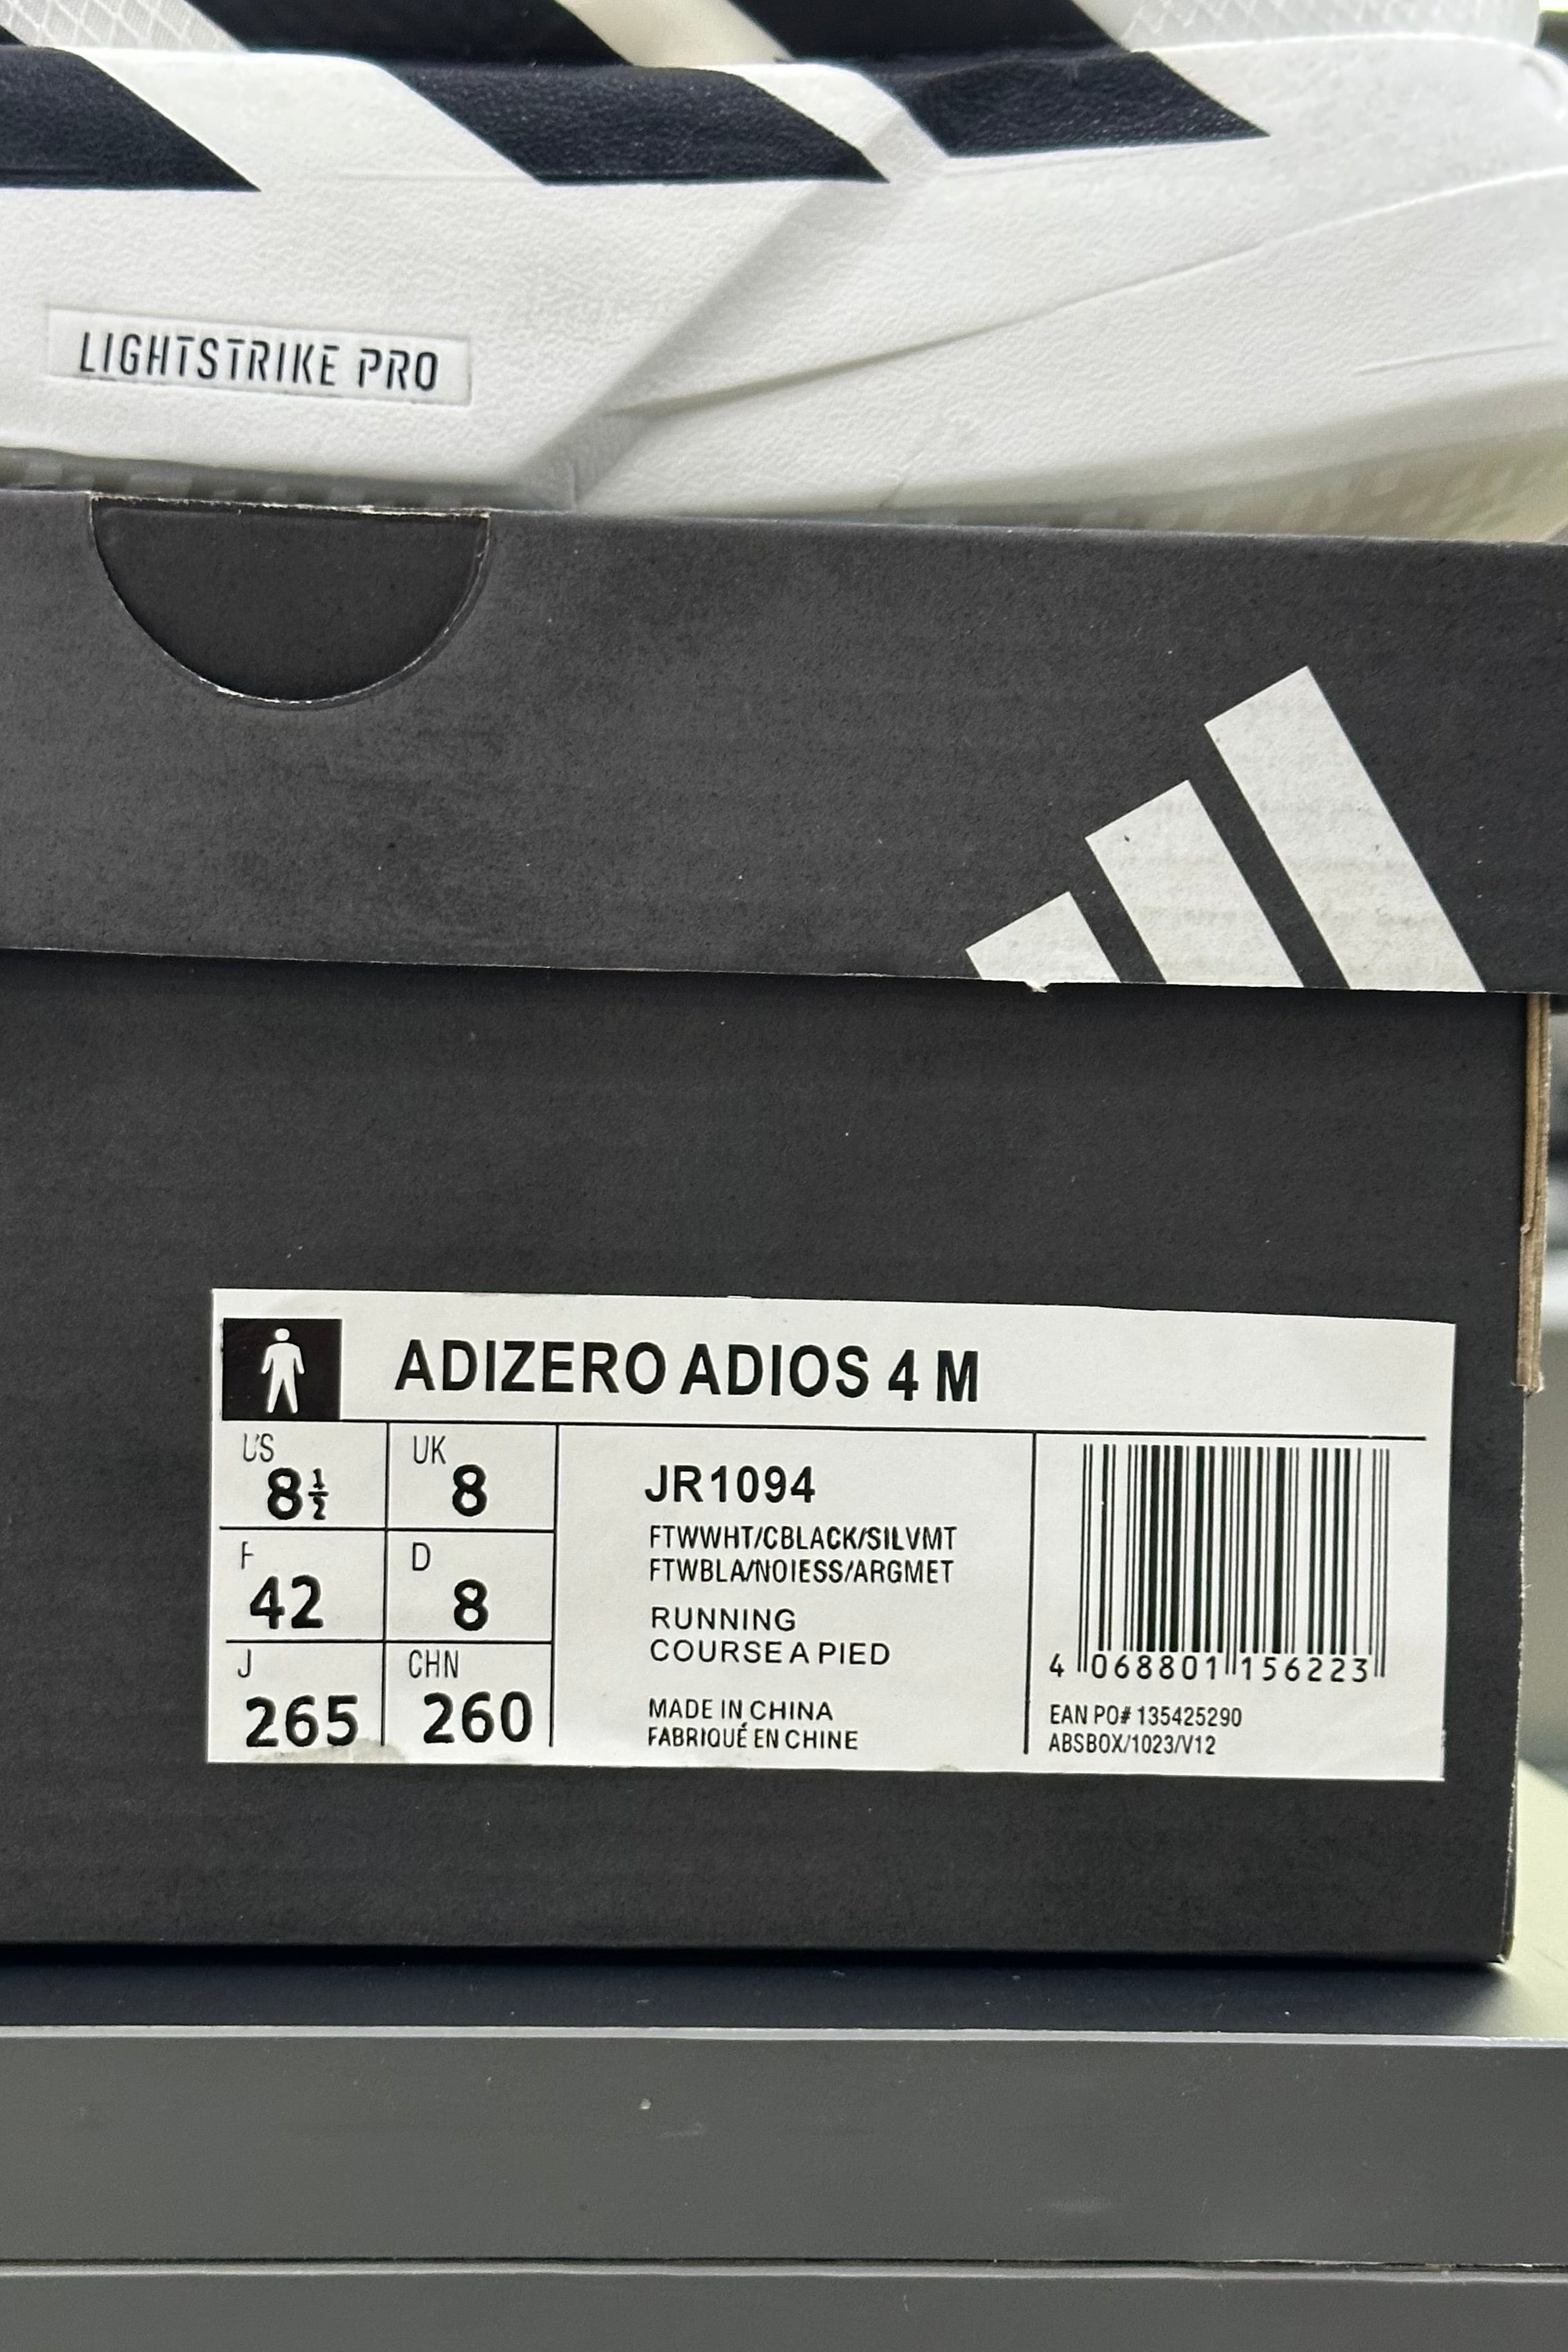 LIGHTSTRIKE PRO
ADIZERO ADIOS 4 M
US
8½
UK
8
F
42
D
8
J
265
CHN
260
JR1094
FTWWHT/CBLACK/SILVMT
FTWBLA/NOIESS/ARGMET
RUNNING
COURSE A PIED
MADE IN CHINA
FABRIQUÉ EN CHINE
4 068801 156223
EAN PO# 135425290
ABSBOX/1023/V12